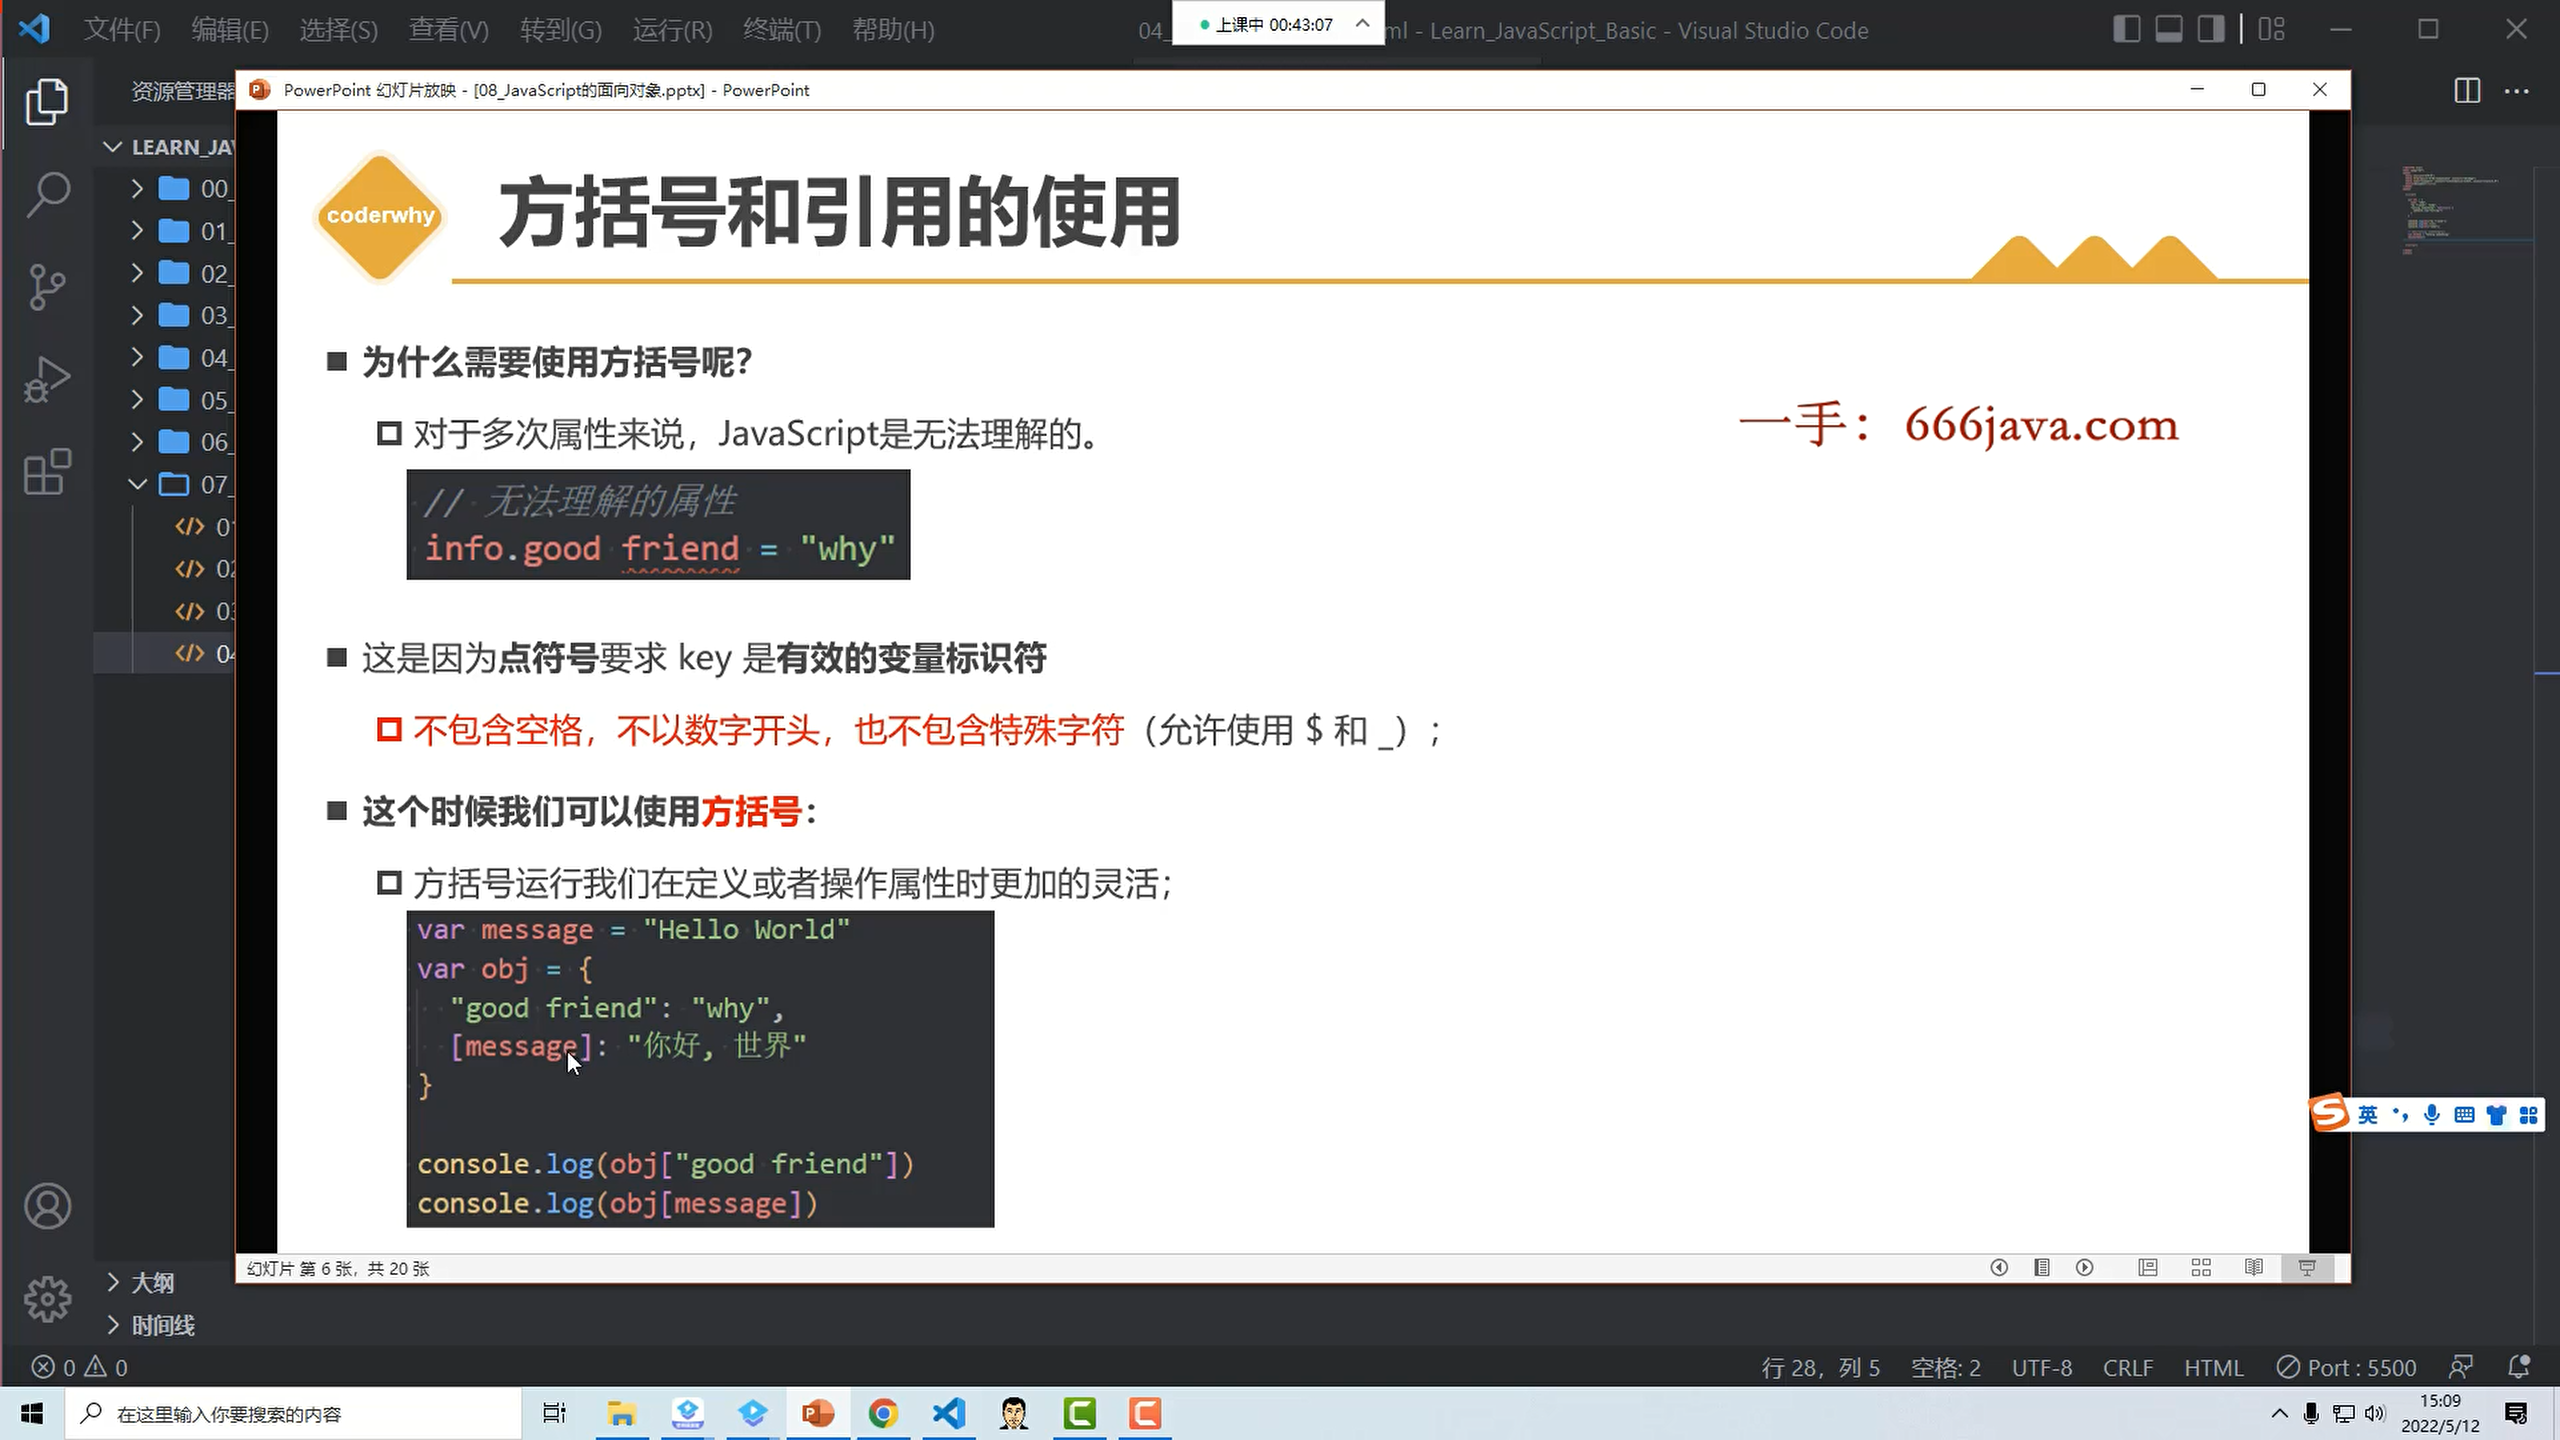 文件(F) 编辑(E) 选择(S) 查看(V) 转到(G) 运行(R) 终端(T) 帮助(H)
04_
上课中 00:43:07
ml - Learn_JavaScript_Basic - Visual Studio Code
资源管理器
PowerPoint 幻灯片放映 - [08_JavaScript的面向对象.pptx] - PowerPoint
LEARN_JAV
00_
01_
02_
03_
04_
05_
06_
07_
01
02
03
04
coderwhy
方括号和引用的使用
为什么需要使用方括号呢？
对于多次属性来说，JavaScript是无法理解的。
一手： 666java.com
// 无法理解的属性
info.good friend = "why"
这是因为点符号要求 key 是有效的变量标识符
不包含空格，不以数字开头，也不包含特殊字符（允许使用 $ 和 _）；
这个时候我们可以使用方括号：
方括号运行我们在定义或者操作属性时更加的灵活；
var message = "Hello World"
var obj = {
"good friend": "why",
[message]: "你好, 世界"
}
console.log(obj["good friend"])
console.log(obj[message])
英
幻灯片 第 6 张，共 20 张
大纲
时间线
0 0
行 28，列 5 空格: 2 UTF-8 CRLF HTML Port : 5500
在这里输入你要搜索的内容
15:09
2022/5/12